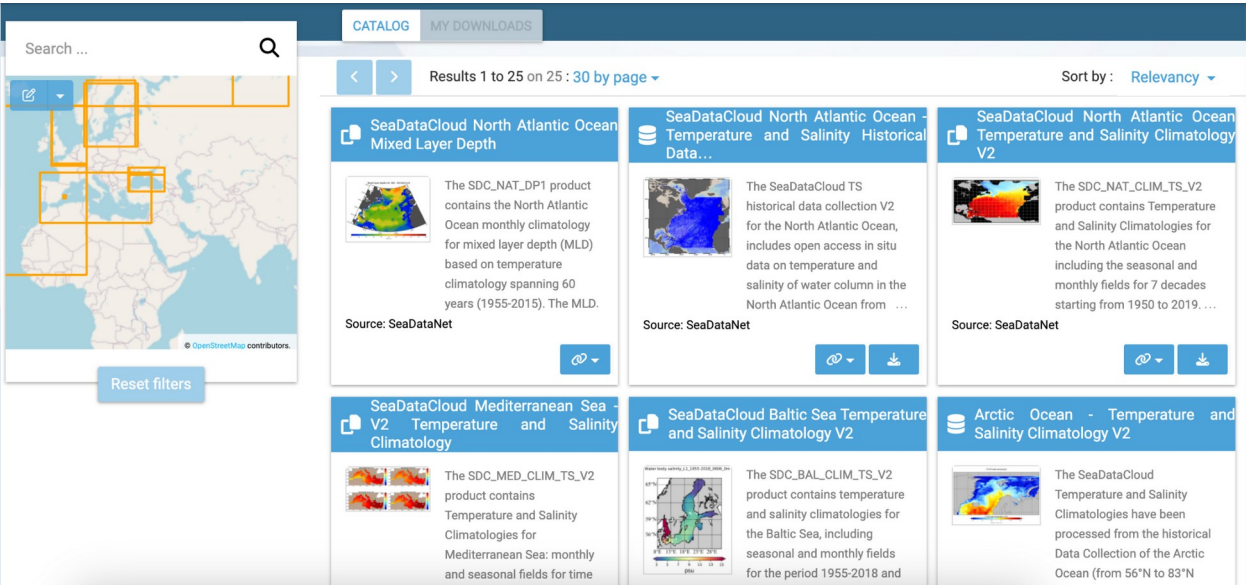 CATALOG
MY DOWNLOADS
Search ...
Results 1 to 25 on 25 : 30 by page
Sort by : Relevancy
© OpenStreetMap contributors.
Reset filters
SeaDataCloud North Atlantic Ocean
Mixed Layer Depth
The SDC_NAT_DP1 product
contains the North Atlantic
Ocean monthly climatology
for mixed layer depth (MLD)
based on temperature
climatology spanning 60
years (1955-2015). The MLD.
Source: SeaDataNet
SeaDataCloud North Atlantic Ocean -
Temperature and Salinity Historical
Data...
The SeaDataCloud TS
historical data collection V2
for the North Atlantic Ocean,
includes open access in situ
data on temperature and
salinity of water column in the
North Atlantic Ocean from ...
Source: SeaDataNet
SeaDataCloud North Atlantic Ocean
Temperature and Salinity Climatology
V2
The SDC_NAT_CLIM_TS_V2
product contains Temperature
and Salinity Climatologies for
the North Atlantic Ocean
including the seasonal and
monthly fields for 7 decades
starting from 1950 to 2019. ...
Source: SeaDataNet
SeaDataCloud Mediterranean Sea -
V2 Temperature and Salinity
Climatology
The SDC_MED_CLIM_TS_V2
product contains
Temperature and Salinity
Climatologies for
Mediterranean Sea: monthly
and seasonal fields for time
SeaDataCloud Baltic Sea Temperature
and Salinity Climatology V2
The SDC_BAL_CLIM_TS_V2
product contains temperature
and salinity climatologies for
the Baltic Sea, including
seasonal and monthly fields
for the period 1955-2018 and
Arctic Ocean - Temperature and
Salinity Climatology V2
The SeaDataCloud
Temperature and Salinity
Climatologies have been
processed from the historical
Data Collection of the Arctic
Ocean (from 56°N to 83°N